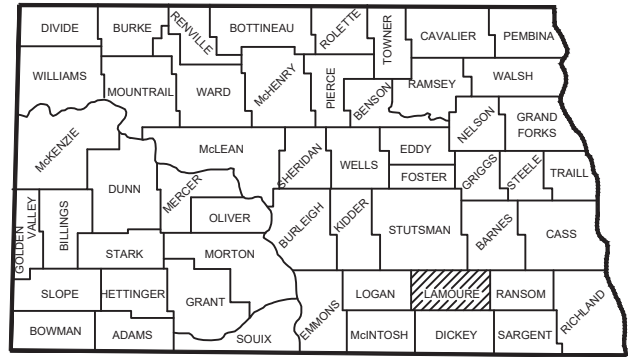 DIVIDE
BURKE
RENVILLE
BOTTINEAU
ROLETTE
TOWNER
CAVALIER
PEMBINA
WILLIAMS
MOUNTRAIL
WARD
McHENRY
PIERCE
BENSON
RAMSEY
WALSH
NELSON
GRAND
FORKS
McKENZIE
McLEAN
SHERIDAN
WELLS
EDDY
FOSTER
GRIGGS
STEELE
TRAILL
GOLDEN
VALLEY
BILLINGS
DUNN
MERCER
OLIVER
BURLEIGH
KIDDER
STUTSMAN
BARNES
CASS
STARK
MORTON
SLOPE
HETTINGER
GRANT
EMMONS
LOGAN
LAMOURE
RANSOM
RICHLAND
BOWMAN
ADAMS
SOUIX
McINTOSH
DICKEY
SARGENT